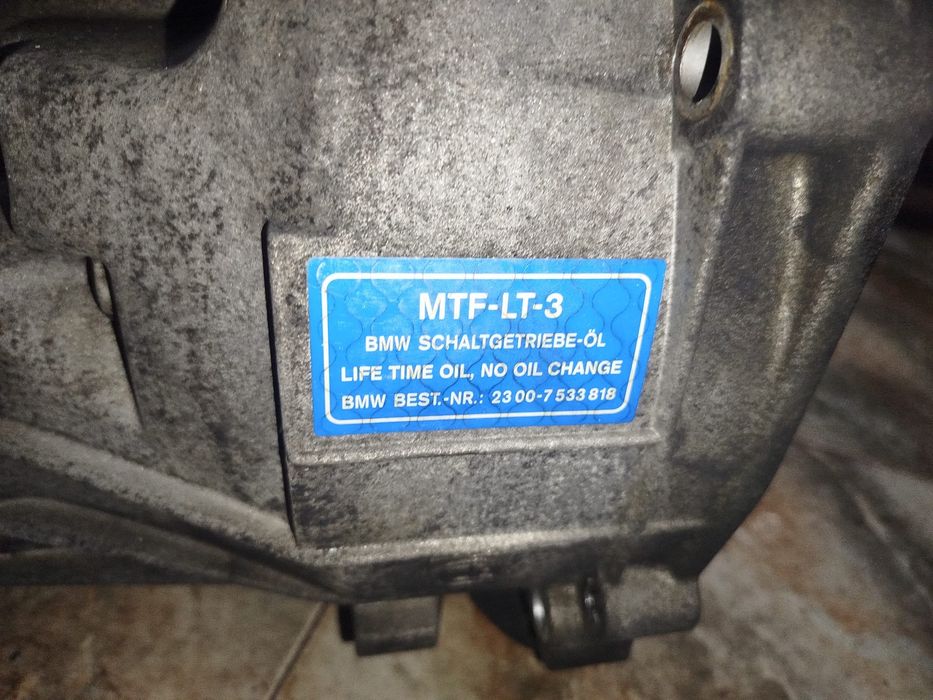 MTF-LT-3
BMW SCHALTGETRIEBE-ÖL
LIFE TIME OIL, NO OIL CHANGE
BMW BEST.-NR.: 23 00-7 533 818